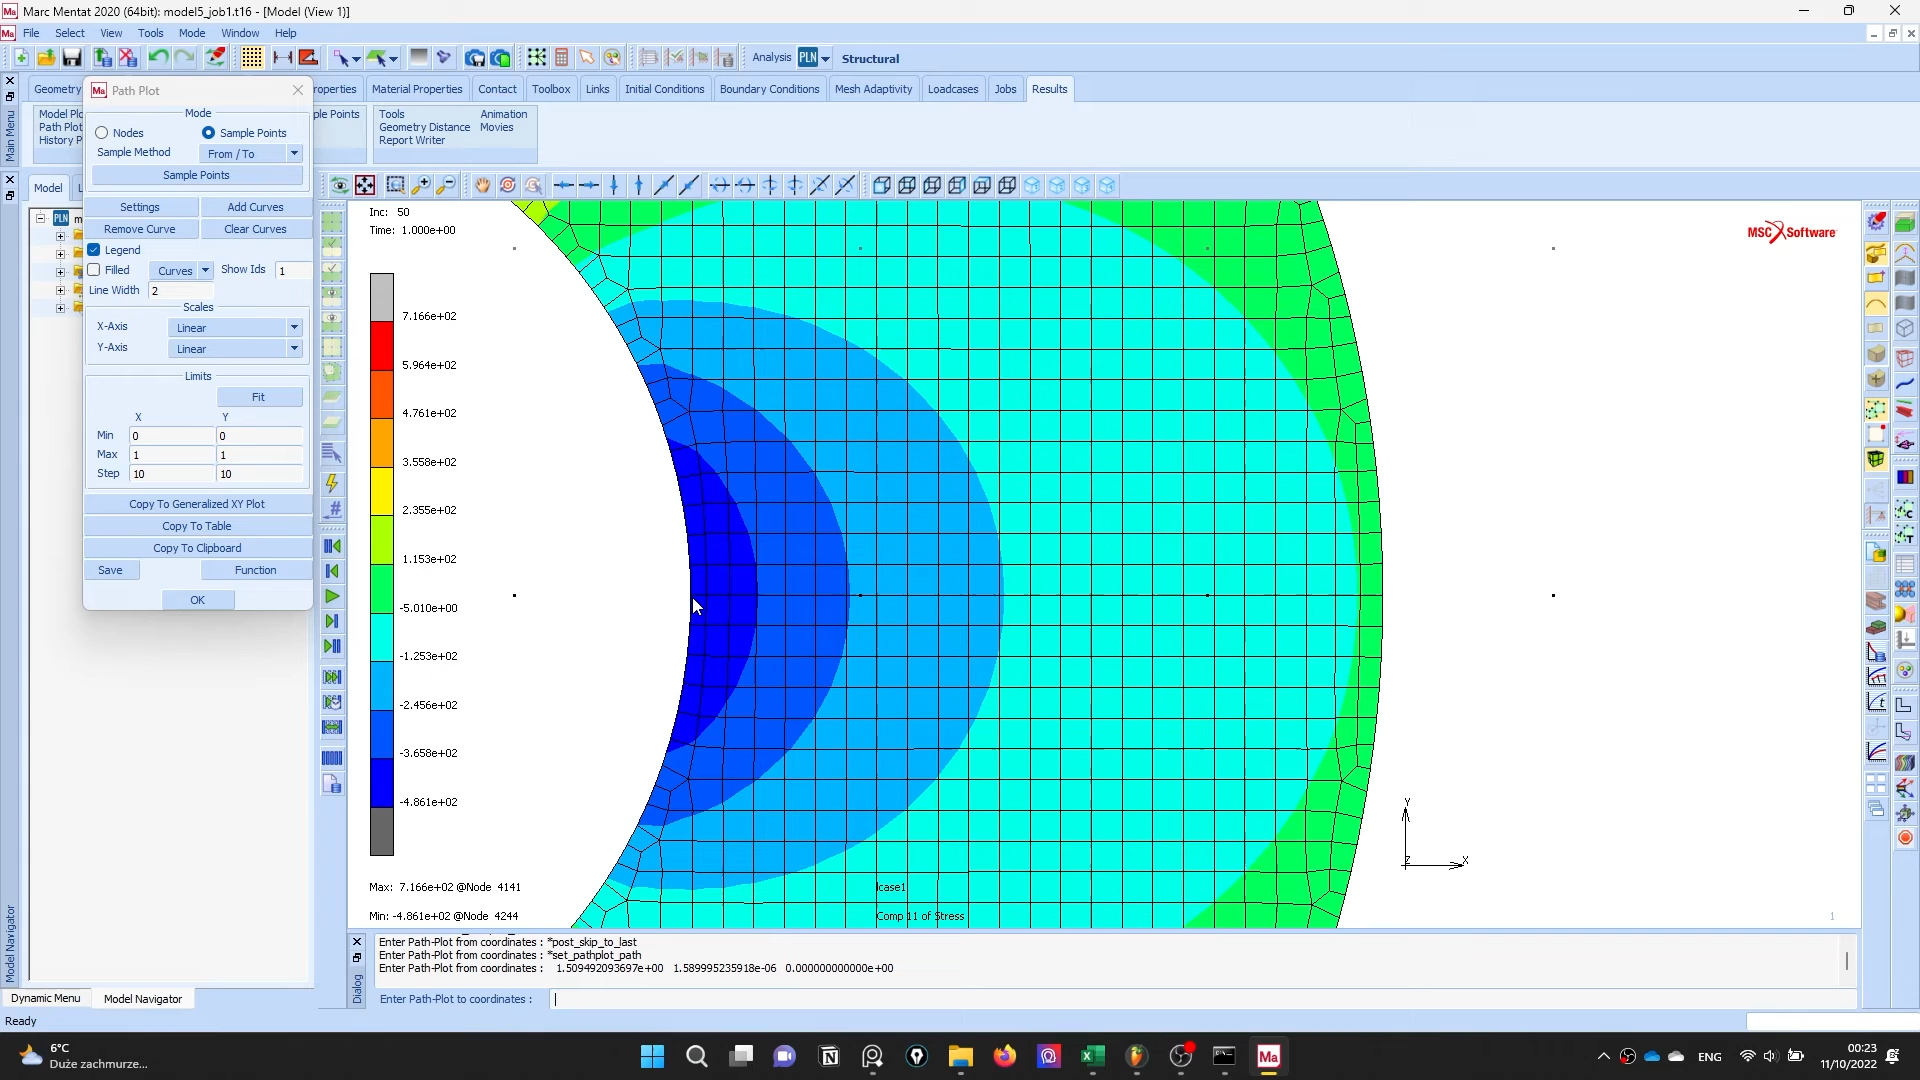 Marc Mentat 2020 (64bit): model5_job1.t16 - [Model (View 1)]
File Select View Tools Mode Window Help
Analysis PLN Structural
Geometry Path Plot roperties Material Properties Contact Toolbox Links Initial Conditions Boundary Conditions Mesh Adaptivity Loadcases Jobs Results
Main Menu
Model Plo
Path Plot
History P
ple Points
Tools
Geometry Distance
Report Writer
Animation
Movies
Mode
Nodes Sample Points
Sample Method From / To
Sample Points
Settings Add Curves
Remove Curve Clear Curves
Legend
Filled Curves Show Ids 1
Line Width 2
Scales
X-Axis Linear
Y-Axis Linear
Limits
Fit
X Y
Min 0 0
Max 1 1
Step 10 10
Copy To Generalized XY Plot
Copy To Table
Copy To Clipboard
Save Function
OK
Model L
PLN m
Model Navigator
Inc: 50
Time: 1.000e+00
MSC Software
7.166e+02
5.964e+02
4.761e+02
3.558e+02
2.355e+02
1.153e+02
-5.010e+00
-1.253e+02
-2.456e+02
-3.658e+02
-4.861e+02
Max: 7.166e+02 @Node 4141
Min: -4.861e+02 @Node 4244
lcase1
Comp 11 of Stress
Y
Z X
1
Dialog
Enter Path-Plot from coordinates : *post_skip_to_last
Enter Path-Plot from coordinates : *set_pathplot_path
Enter Path-Plot from coordinates : 1.509492093697e+00 1.589995235918e-06 0.000000000000e+00
Enter Path-Plot to coordinates :
Dynamic Menu Model Navigator
Ready
6°C
Duże zachmurze...
ENG
00:23
11/10/2022